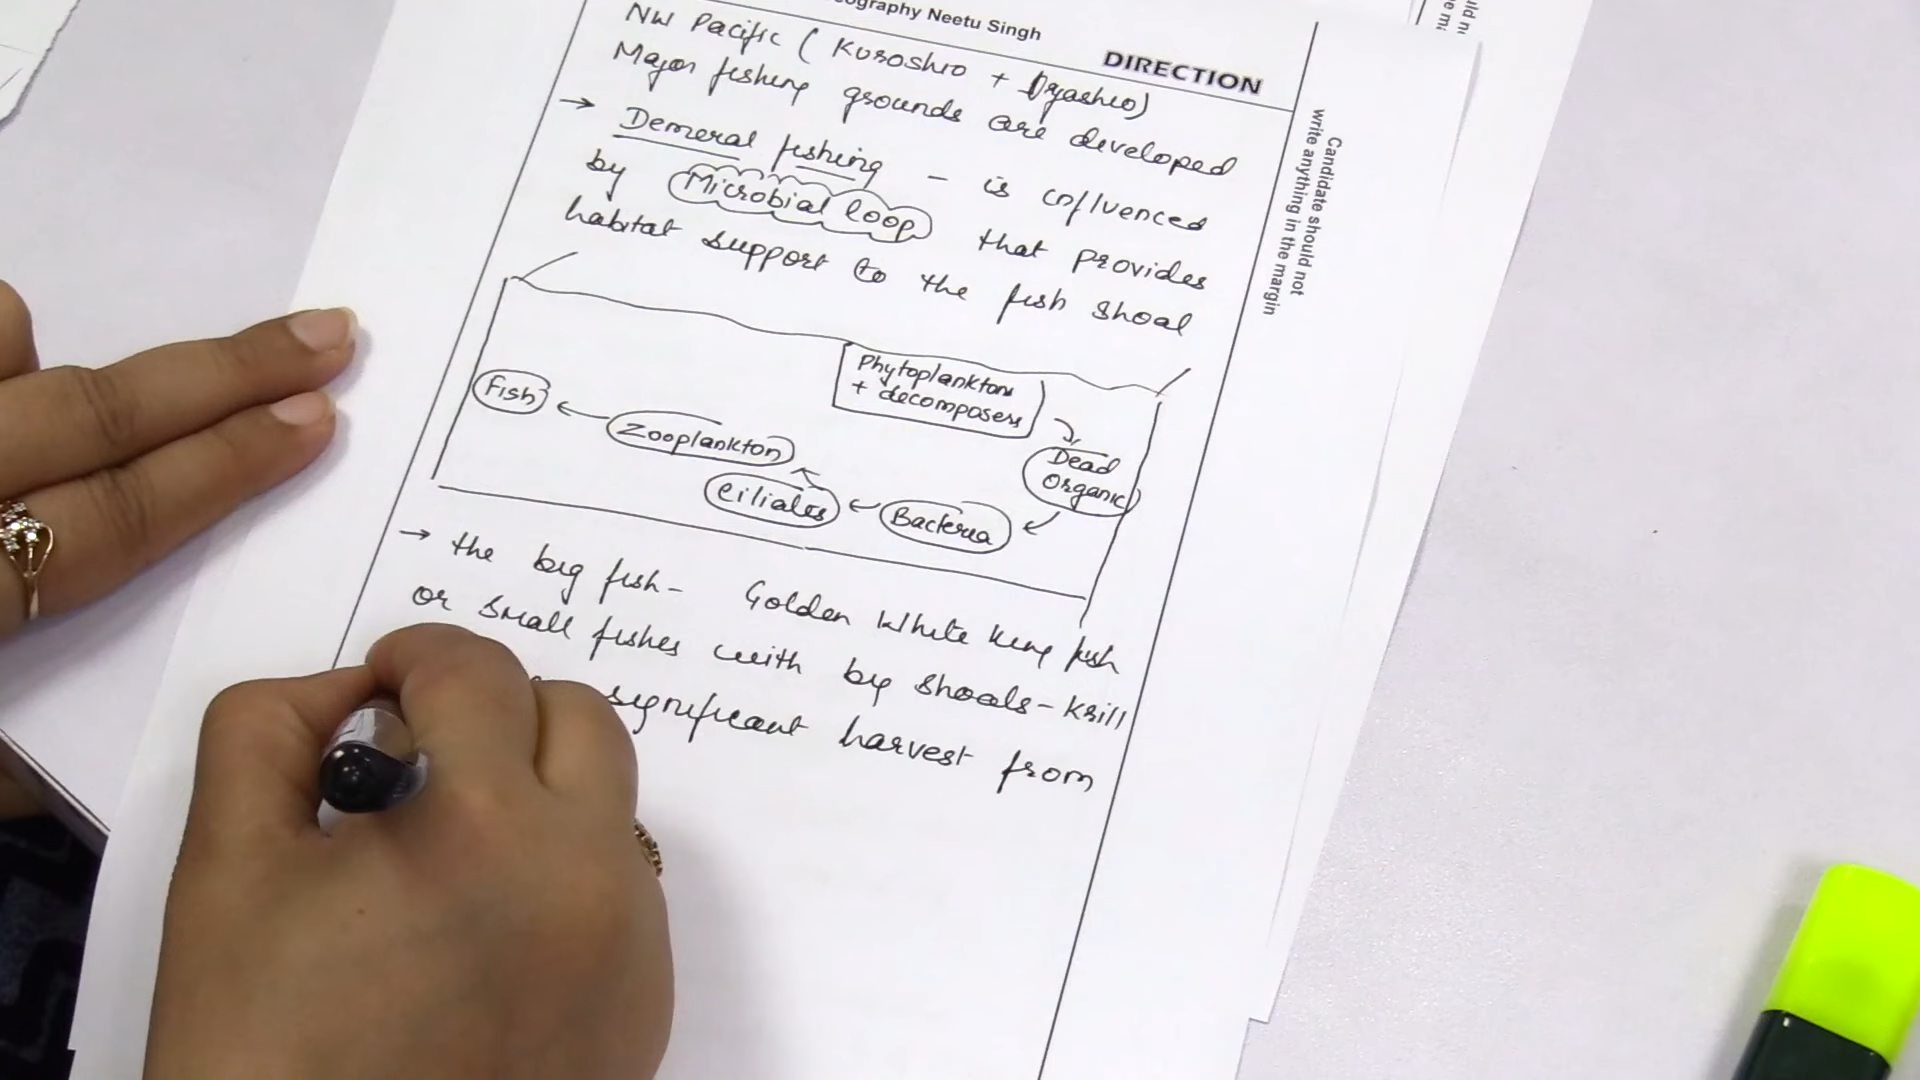 ography Neetu Singh
DIRECTION
NW Pacific ( Kuroshio + Oyashio)
Major fishing grounds are developed
→ Demeral fishing - is influenced
by Microbial loop that provides
habitat support to the fish shoal
Phytoplanktons
+ decomposers
Fish ← Zooplankton
Dead
Organic
Ciliates ← Bacteria
→ the big fish - Golden White King fish
or small fishes with big shoals - Krill
significant harvest from
Candidate should not
write anything in the margin